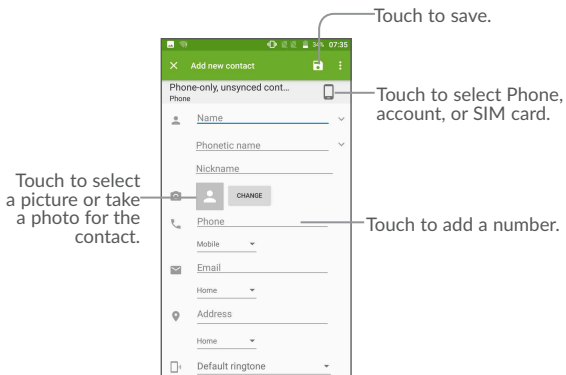 Touch to save.
34% 07:35
Add new contact
Phone-only, unsynced cont...
Phone
Touch to select Phone,
account, or SIM card.
Name
Phonetic name
Nickname
Touch to select
a picture or take
a photo for the
contact.
CHANGE
Phone
Touch to add a number.
Mobile
Email
Home
Address
Home
Default ringtone